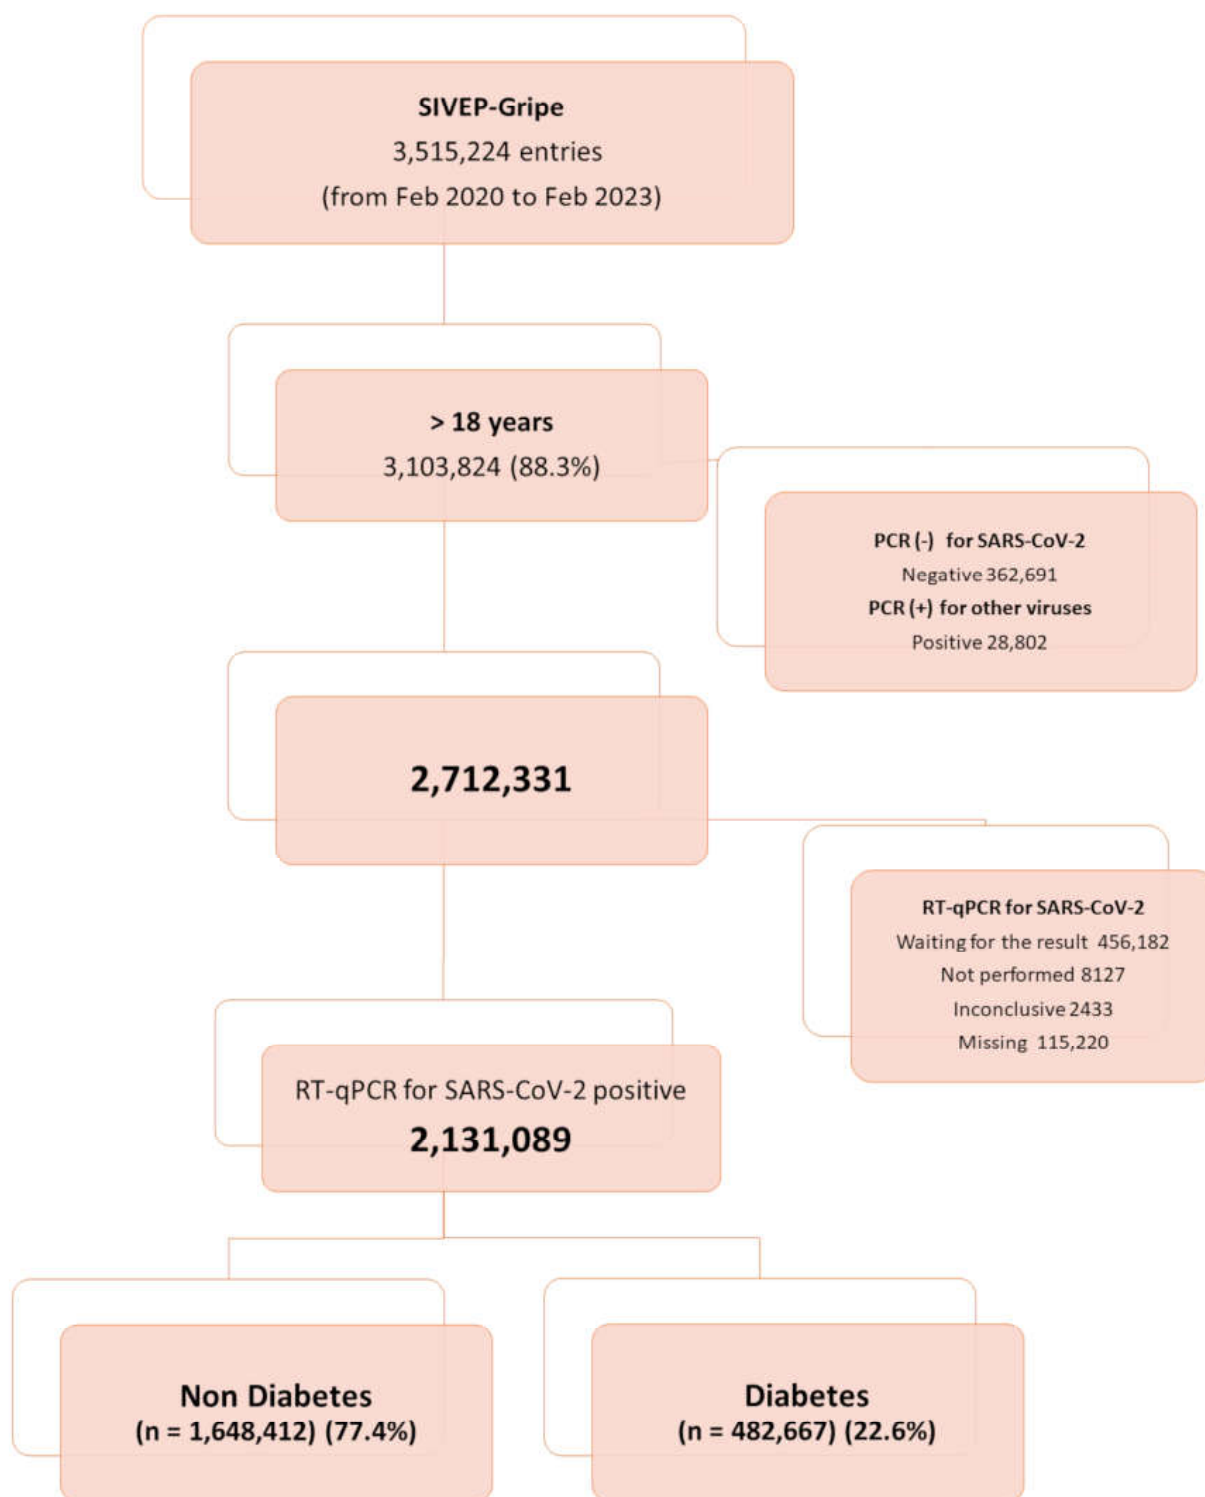 SIVEP-Gripe
3,515,224 entries
(from Feb 2020 to Feb 2023)
> 18 years
3,103,824 (88.3%)
PCR (-) for SARS-CoV-2
Negative 362,691
PCR (+) for other viruses
Positive 28,802
2,712,331
RT-qPCR for SARS-CoV-2
Waiting for the result 456,182
Not performed 8127
Inconclusive 2433
Missing 115,220
RT-qPCR for SARS-CoV-2 positive
2,131,089
Non Diabetes
(n = 1,648,412) (77.4%)
Diabetes
(n = 482,667) (22.6%)